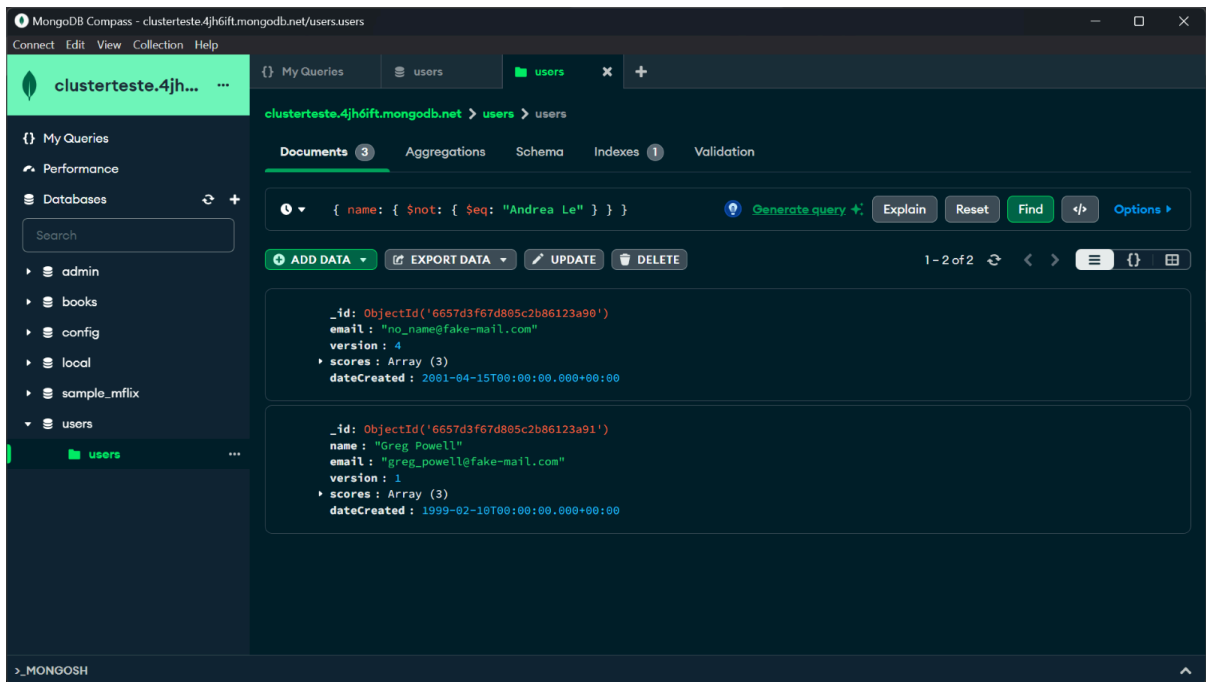 MongoDB Compass - clusterteste.4jh6ift.mongodb.net/users.users
Connect Edit View Collection Help
clusterteste.4jh... ...
{} My Queries
Performance
Databases
Search
admin
books
config
local
sample_mflix
users
users ...
{} My Queries users users
clusterteste.4jh6ift.mongodb.net > users > users
Documents 3 Aggregations Schema Indexes 1 Validation
{ name: { $not: { $eq: "Andrea Le" } } } Generate query Explain Reset Find </> Options
ADD DATA EXPORT DATA UPDATE DELETE 1-2 of 2 {}
_id: ObjectId('6657d3f67d805c2b86123a90')
email : "no_name@fake-mail.com"
version : 4
scores : Array (3)
dateCreated : 2001-04-15T00:00:00.000+00:00
_id: ObjectId('6657d3f67d805c2b86123a91')
name : "Greg Powell"
email : "greg_powell@fake-mail.com"
version : 1
scores : Array (3)
dateCreated : 1999-02-10T00:00:00.000+00:00
>_MONGOSH